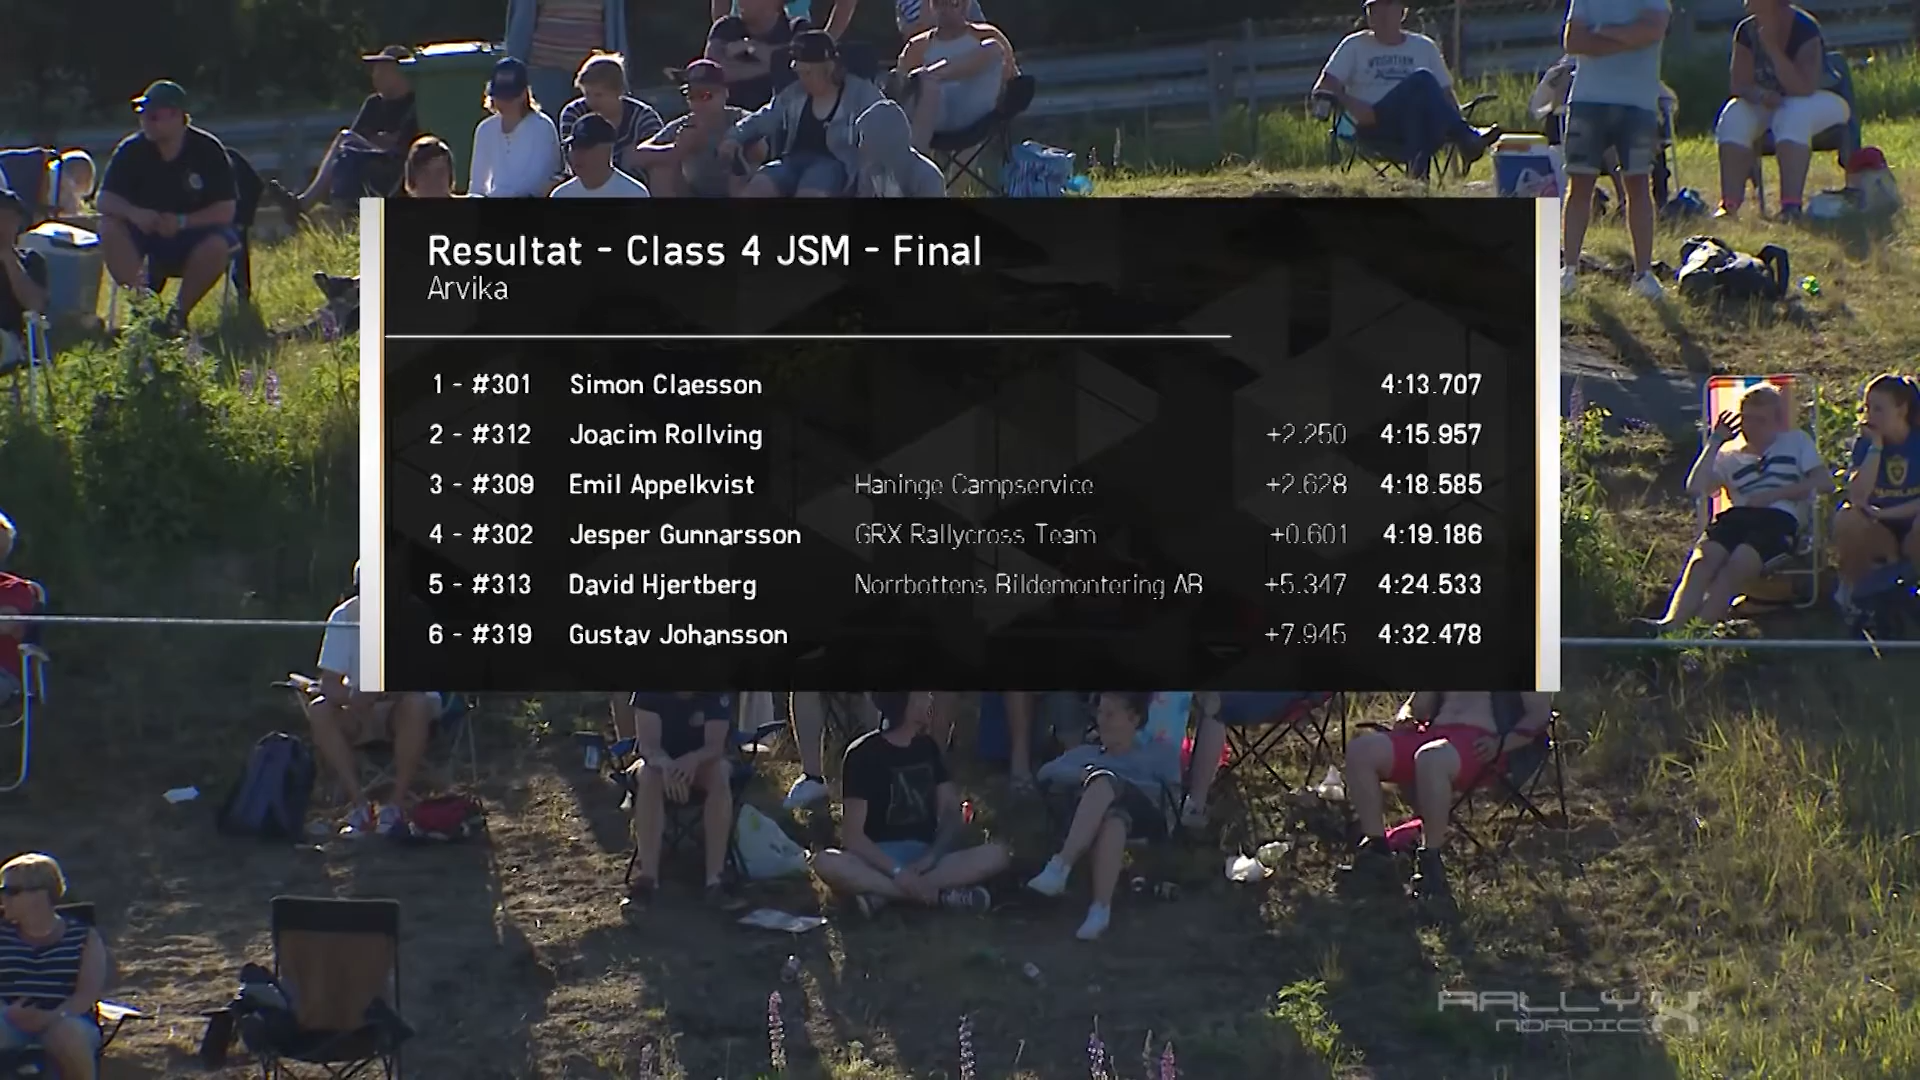 Resultat - Class 4 JSM - Final
Arvika
1 - #301 Simon Claesson 4:13.707
2 - #312 Joacim Rollving +2.250 4:15.957
3 - #309 Emil Appelkvist Haninge Campservice +2.628 4:18.585
4 - #302 Jesper Gunnarsson GRX Rallycross Team +0.601 4:19.186
5 - #313 David Hjertberg Norrbottens Bildemontering AB +5.347 4:24.533
6 - #319 Gustav Johansson +7.945 4:32.478
RALLY X
NORDIC